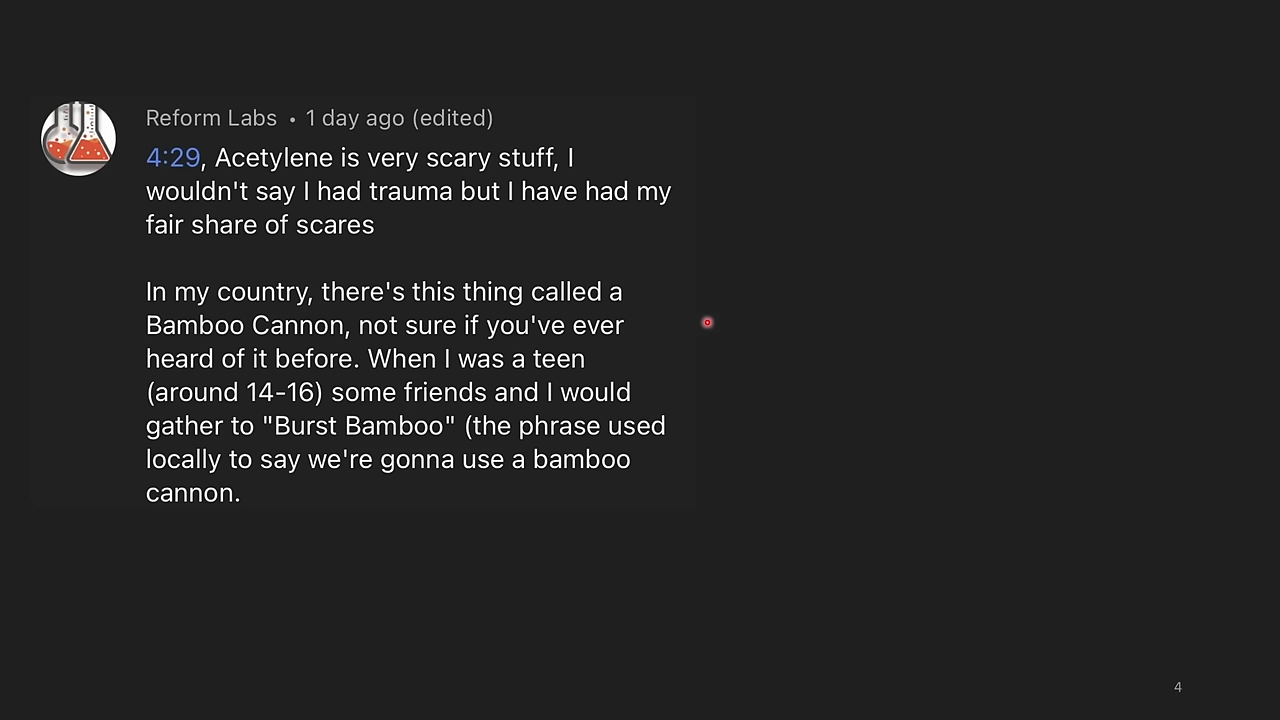 Reform Labs • 1 day ago (edited)
4:29, Acetylene is very scary stuff, I
wouldn't say I had trauma but I have had my
fair share of scares
In my country, there's this thing called a
Bamboo Cannon, not sure if you've ever
heard of it before. When I was a teen
(around 14-16) some friends and I would
gather to "Burst Bamboo" (the phrase used
locally to say we're gonna use a bamboo
cannon.
4